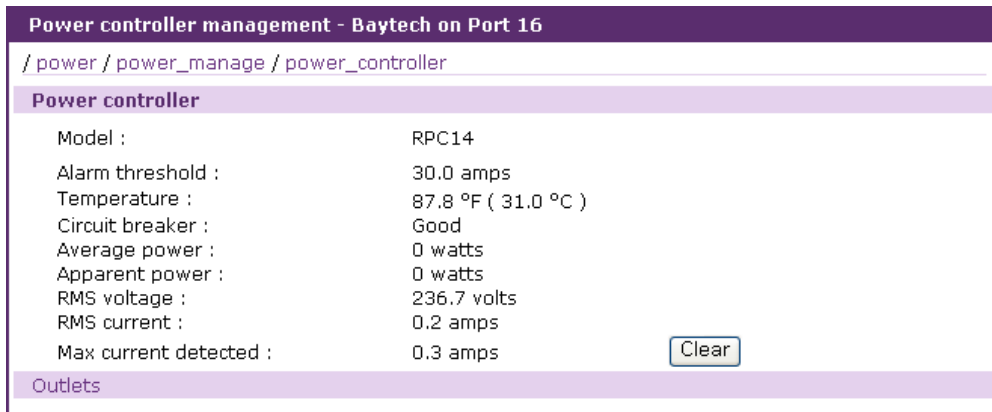 Power controller management - Baytech on Port 16
/ power / power_manage / power_controller
Power controller
Model : RPC14
Alarm threshold : 30.0 amps
Temperature : 87.8 ºF ( 31.0 ºC )
Circuit breaker : Good
Average power : 0 watts
Apparent power : 0 watts
RMS voltage : 236.7 volts
RMS current : 0.2 amps
Max current detected : 0.3 amps Clear
Outlets